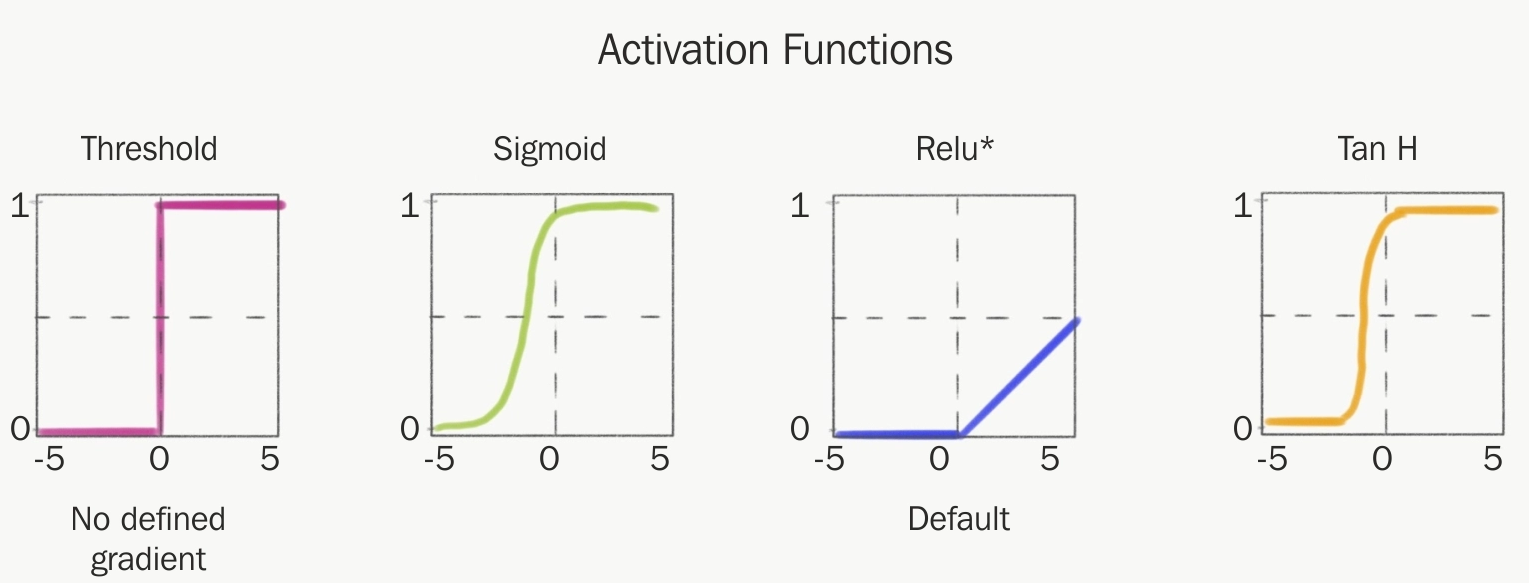 Activation Functions
Threshold
1
0
-5 0 5
No defined
gradient
Sigmoid
1
0
-5 0 5
Relu*
1
0
-5 0 5
Default
Tan H
1
0
-5 0 5